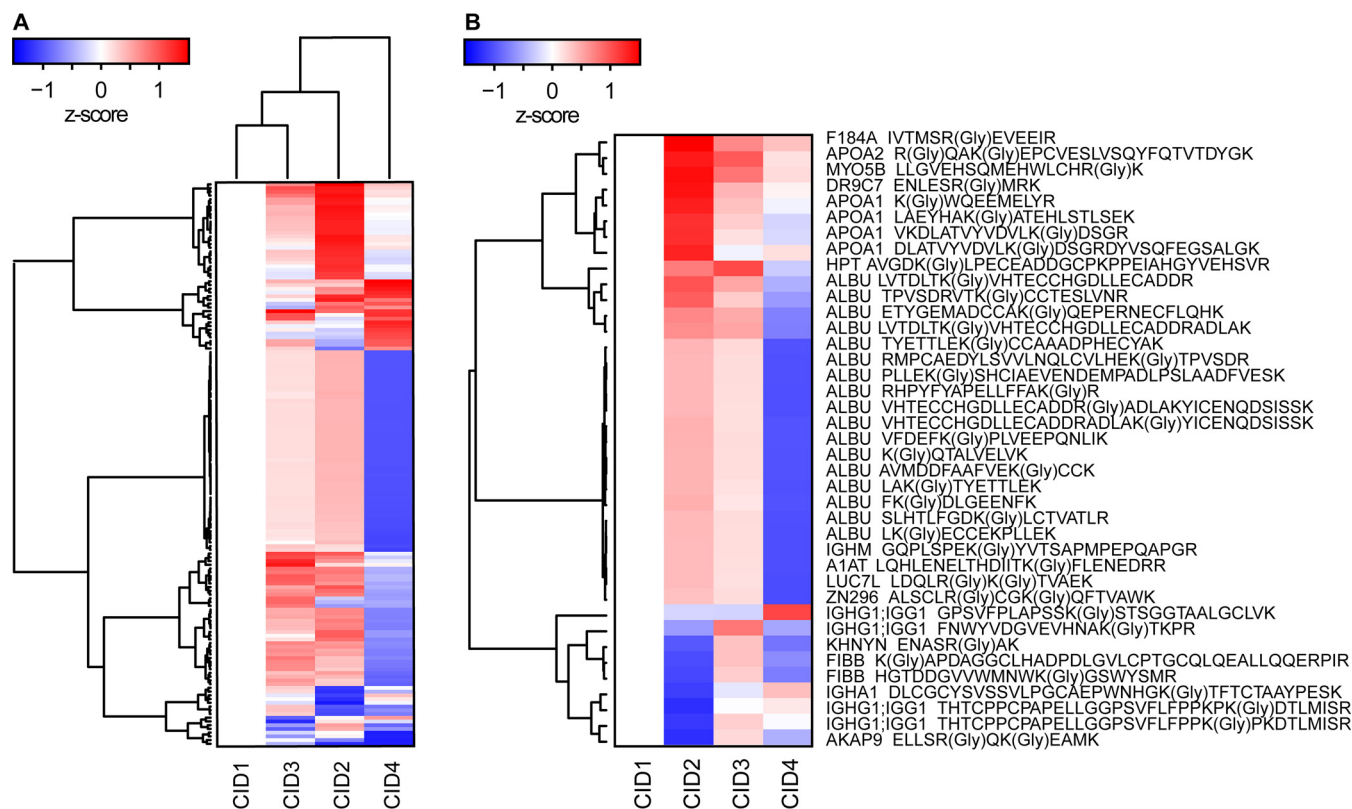 A
−1 0 1
z-score
CID1 CID3 CID2 CID4
B
−1 0 1
z-score
F184A IVTMSR(Gly)EVEEIR
APOA2 R(Gly)QAK(Gly)EPCVESLVSQYFQTVTDYGK
MYO5B LLGVEHSQMEHWLCHR(Gly)K
DR9C7 ENLESR(Gly)MRK
APOA1 K(Gly)WQEEMELYR
APOA1 LAEYHAK(Gly)ATEHLSTLSEK
APOA1 VKDLATVYVDVLK(Gly)DSGR
APOA1 DLATVYVDVLK(Gly)DSGRDYVSQFEGSALGK
HPT AVGDK(Gly)LPECEADDGCPKPPEIAHGYVEHSVR
ALBU LVTDLTK(Gly)VHTECCHGDLLECADDR
ALBU TPVSDRVTK(Gly)CCTESLVNR
ALBU ETYGEMADCCAK(Gly)QEPERNECFLQHK
ALBU LVTDLTK(Gly)VHTECCHGDLLECADDRADLAK
ALBU TYETTLEK(Gly)CCAAADPHECYAK
ALBU RMPCAEDYLSVVLNQLCVLHEK(Gly)TPVSDR
ALBU PLLEK(Gly)SHCIAEVENDEMPADLPSLAADFVESK
ALBU RHPYFYAPELLFFAK(Gly)R
ALBU VHTECCHGDLLECADDR(Gly)ADLAKYICENQDSISSK
ALBU VHTECCHGDLLECADDRADLAK(Gly)YICENQDSISSK
ALBU VFDEFK(Gly)PLVEEPQNLIK
ALBU K(Gly)QTALVELVK
ALBU AVMDDFAAFVEK(Gly)CCK
ALBU LAK(Gly)TYETTLEK
ALBU FK(Gly)DLGEENFK
ALBU SLHTLFGDK(Gly)LCTVATLR
ALBU LK(Gly)ECCEKPLLEK
IGHM GQPLSPEK(Gly)YVTSAPMPEPQAPGR
A1AT LQHLENELTHDIITK(Gly)FLENEDRR
LUC7L LDQLR(Gly)K(Gly)TVAEK
ZN296 ALSCLR(Gly)CGK(Gly)QFTVAWK
IGHG1;IGG1 GPSVFPLAPSSK(Gly)STSGGTAALGCLVK
IGHG1;IGG1 FNWYVDGVEVHNAK(Gly)TKPR
KHNYN ENASR(Gly)AK
FIBB K(Gly)APDAGGCLHADPDLGVLCPTGCQLQEALLQQERPIR
FIBB HGTDDGVVWMNWK(Gly)GSWYSMR
IGHA1 DLCGCYSVSSVLPGCAEPWNHGK(Gly)TFTCTAAYPESK
IGHG1;IGG1 THTCPPCPAPELLGGPSVFLFPPKPK(Gly)DTLMISR
IGHG1;IGG1 THTCPPCPAPELLGGPSVFLFPPK(Gly)PKDTLMISR
AKAP9 ELLSR(Gly)QK(Gly)EAMK
CID1 CID2 CID3 CID4